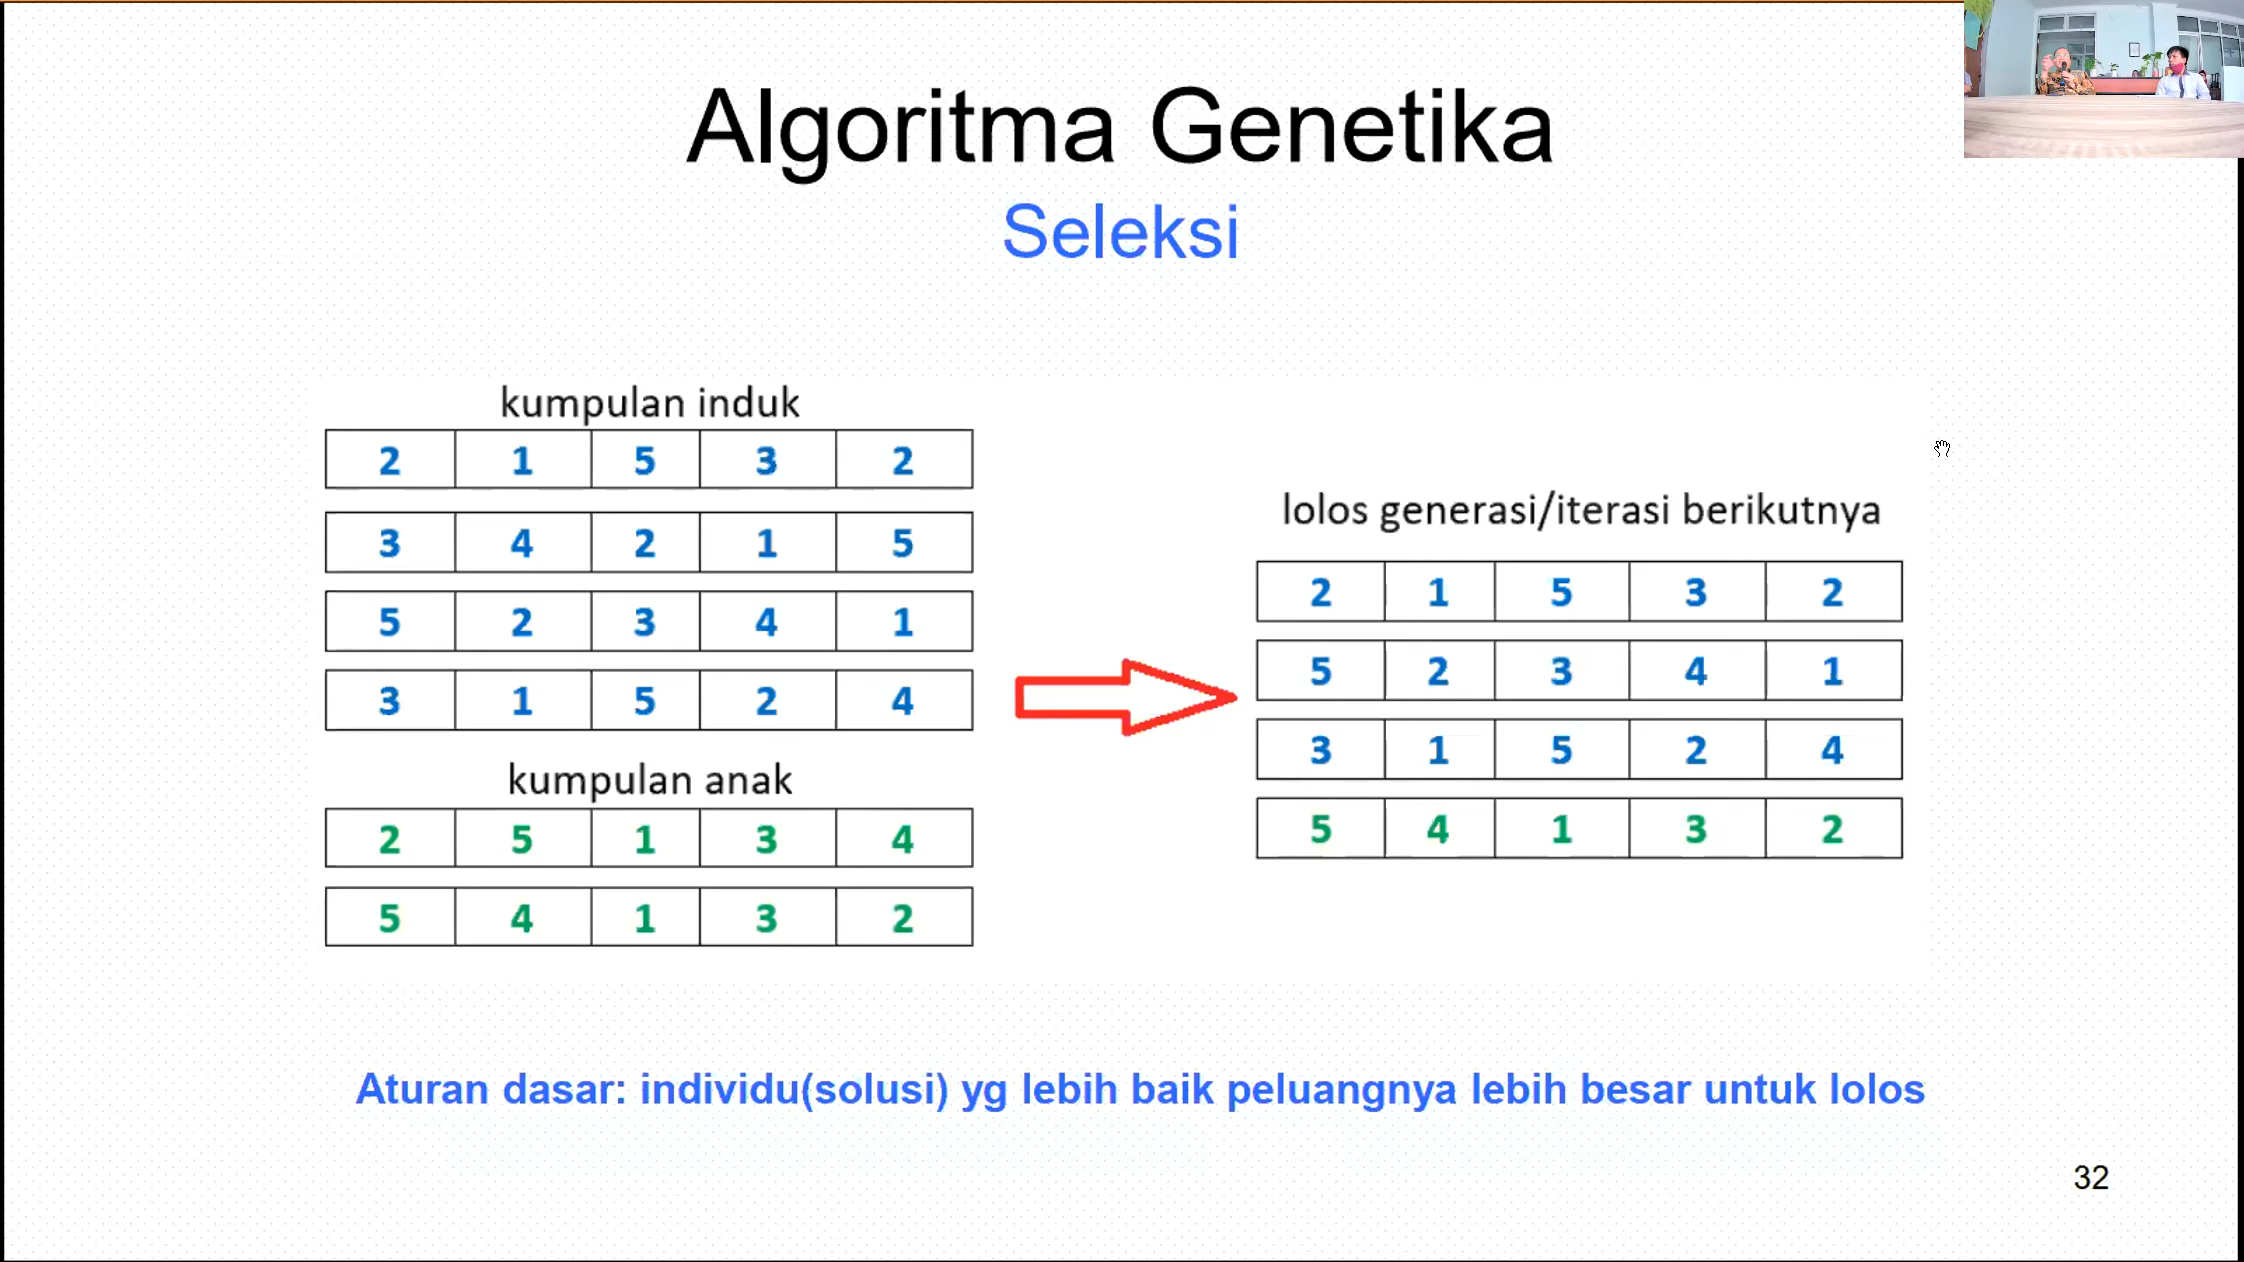 Algoritma Genetika
Seleksi
kumpulan induk
2 1 5 3 2
3 4 2 1 5
5 2 3 4 1
3 1 5 2 4
kumpulan anak
2 5 1 3 4
5 4 1 3 2
lolos generasi/iterasi berikutnya
2 1 5 3 2
5 2 3 4 1
3 1 5 2 4
5 4 1 3 2
Aturan dasar: individu(solusi) yg lebih baik peluangnya lebih besar untuk lolos
32